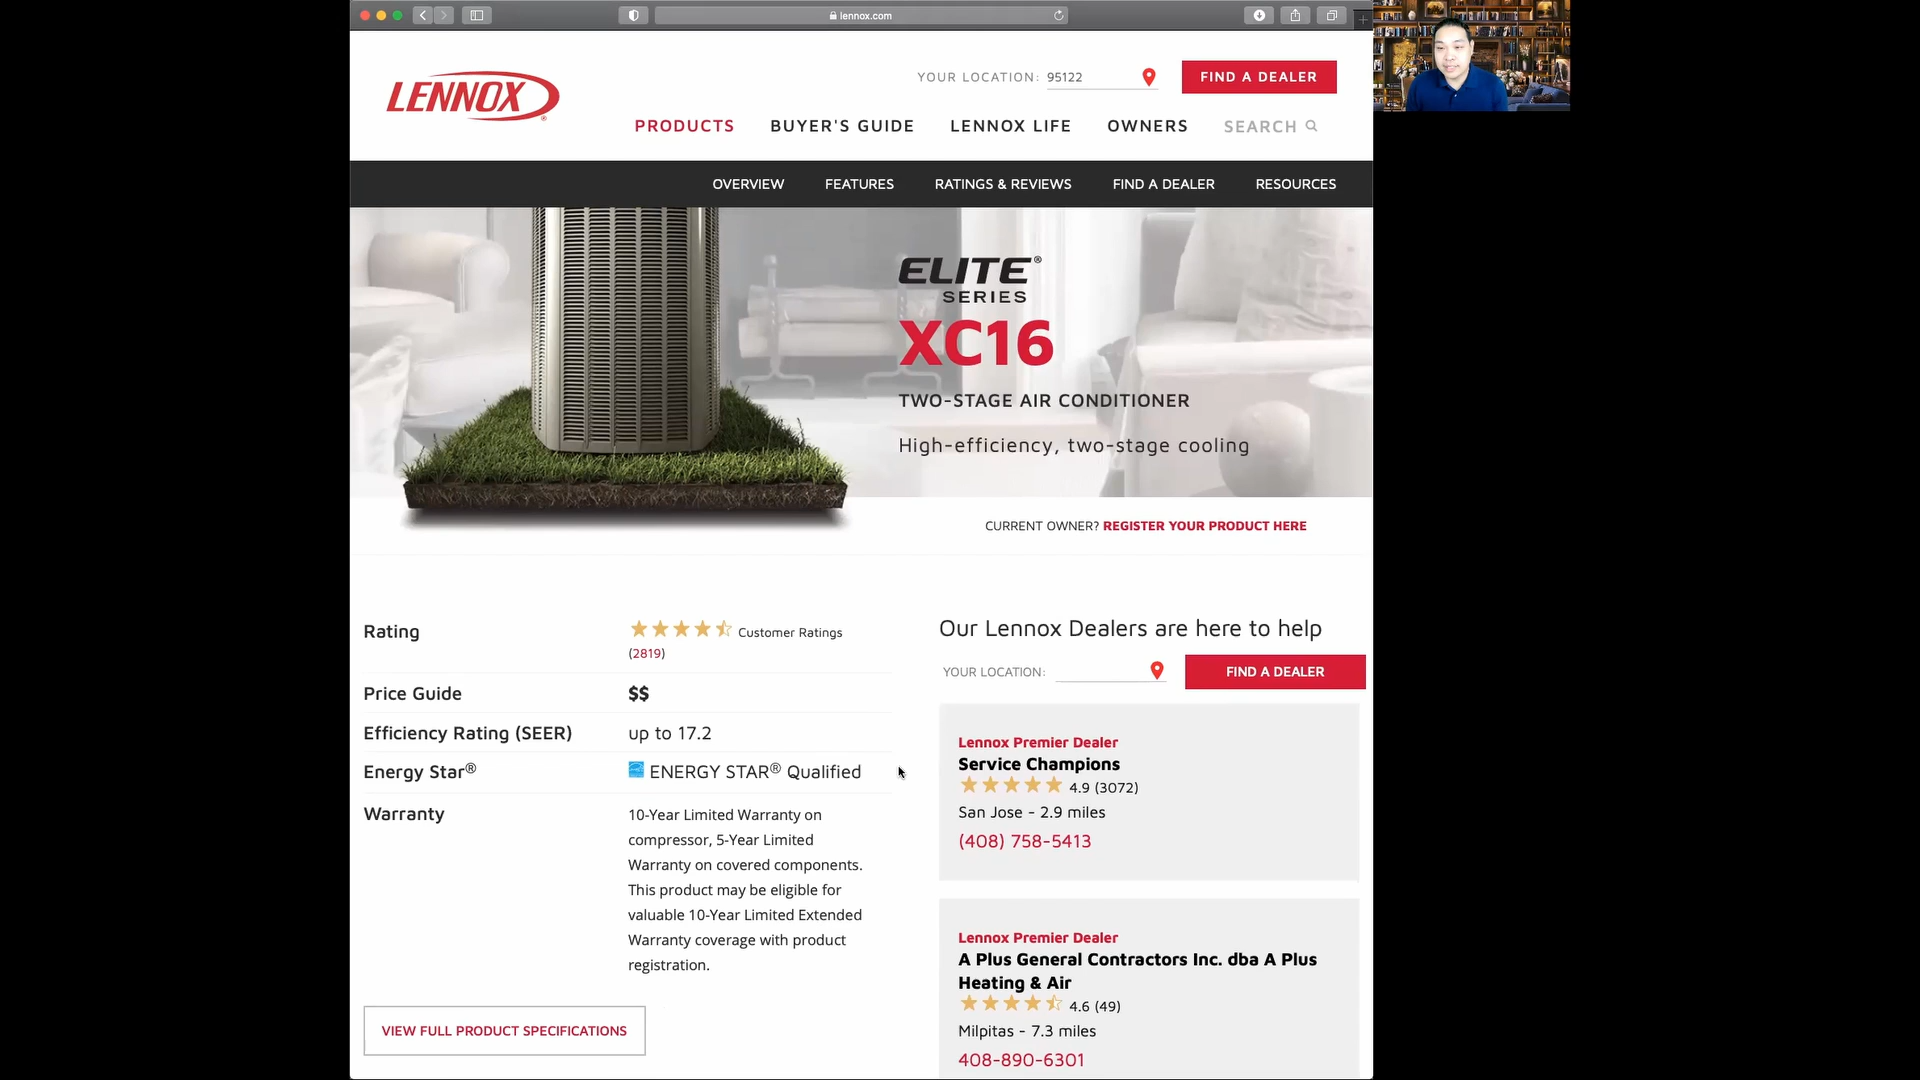 lennox.com
LENNOX
YOUR LOCATION: 95122
FIND A DEALER
PRODUCTS BUYER'S GUIDE LENNOX LIFE OWNERS SEARCH
OVERVIEW FEATURES RATINGS & REVIEWS FIND A DEALER RESOURCES
ELITE®
SERIES
XC16
TWO-STAGE AIR CONDITIONER
High-efficiency, two-stage cooling
CURRENT OWNER? REGISTER YOUR PRODUCT HERE
Rating
Customer Ratings
(2819)
Price Guide $$
Efficiency Rating (SEER) up to 17.2
Energy Star® ENERGY STAR® Qualified
Warranty
10-Year Limited Warranty on
compressor, 5-Year Limited
Warranty on covered components.
This product may be eligible for
valuable 10-Year Limited Extended
Warranty coverage with product
registration.
VIEW FULL PRODUCT SPECIFICATIONS
Our Lennox Dealers are here to help
YOUR LOCATION:
FIND A DEALER
Lennox Premier Dealer
Service Champions
4.9 (3072)
San Jose - 2.9 miles
(408) 758-5413
Lennox Premier Dealer
A Plus General Contractors Inc. dba A Plus
Heating & Air
4.6 (49)
Milpitas - 7.3 miles
408-890-6301